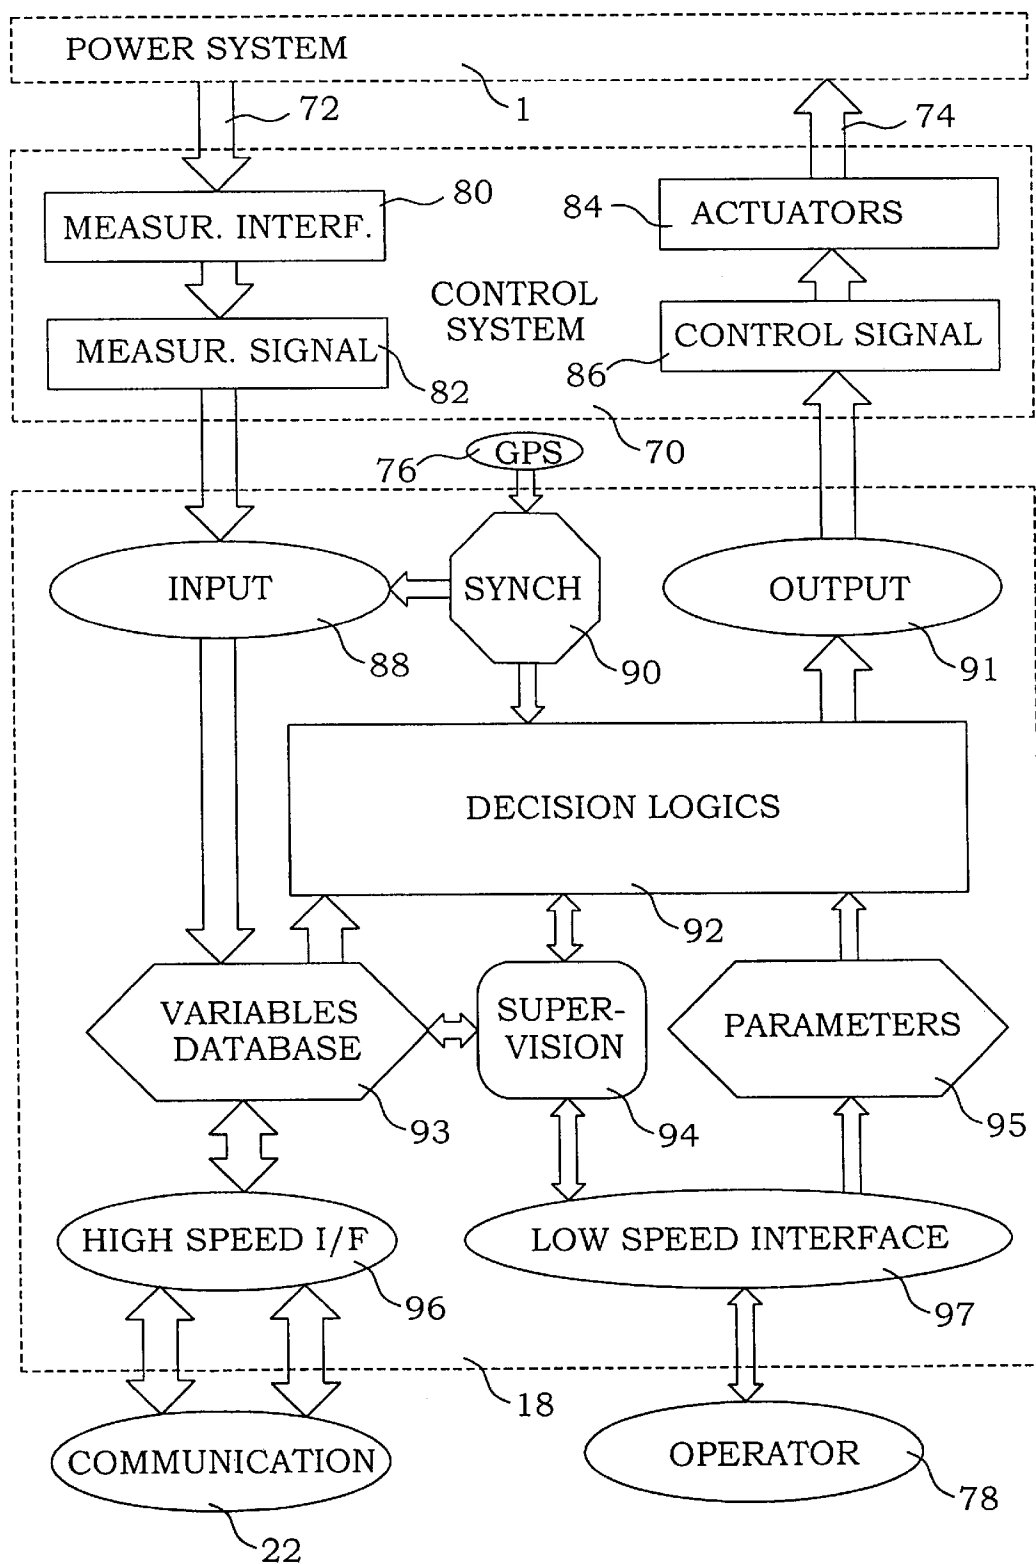 POWER SYSTEM
1
72
74
MEASUR. INTERF.
80
84
ACTUATORS
CONTROL
SYSTEM
MEASUR. SIGNAL
82
CONTROL SIGNAL
86
70
76
GPS
INPUT
88
SYNCH
90
OUTPUT
91
DECISION LOGICS
92
VARIABLES
DATABASE
93
SUPER-
VISION
94
PARAMETERS
95
HIGH SPEED I/F
96
LOW SPEED INTERFACE
97
18
COMMUNICATION
22
OPERATOR
78